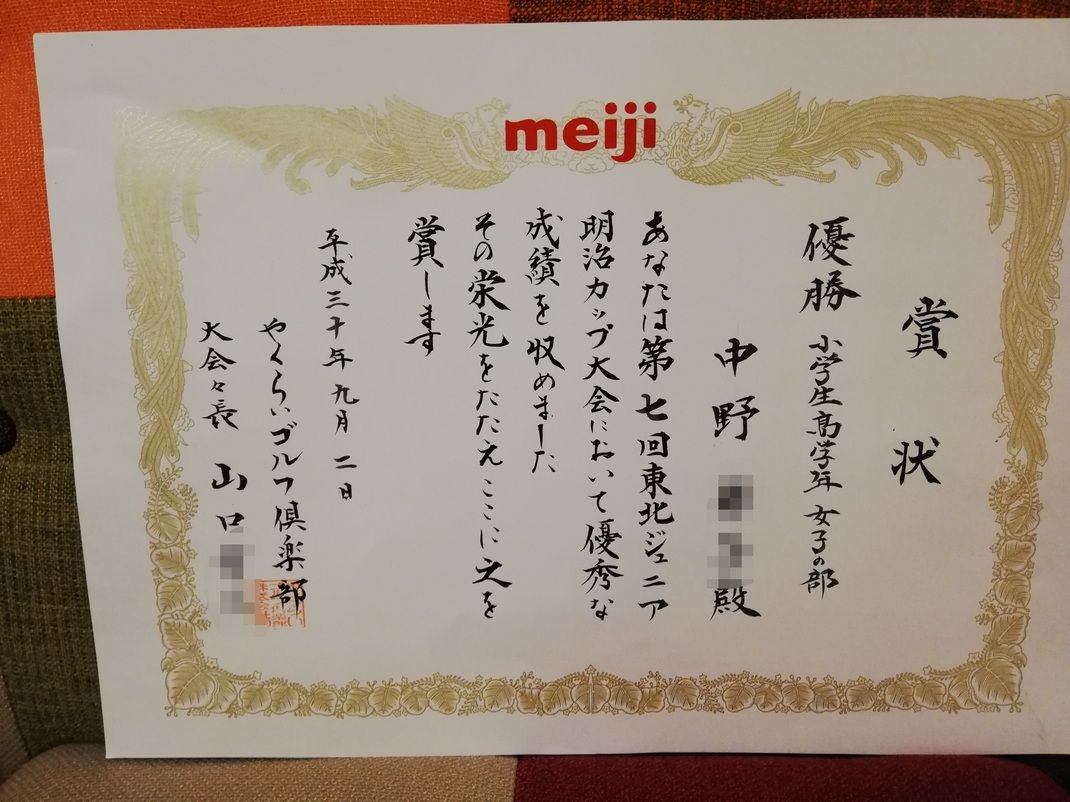 meiji
賞状
優勝 小学生高学年 女子の部
中野 殿
あなたは第七回東北ジュニア
明治カップ大会において優秀な
成績を収めました
その栄光をたたえここに之を
賞します
平成三十年九月二日
やくらいゴルフ倶楽部
大会々長 山口